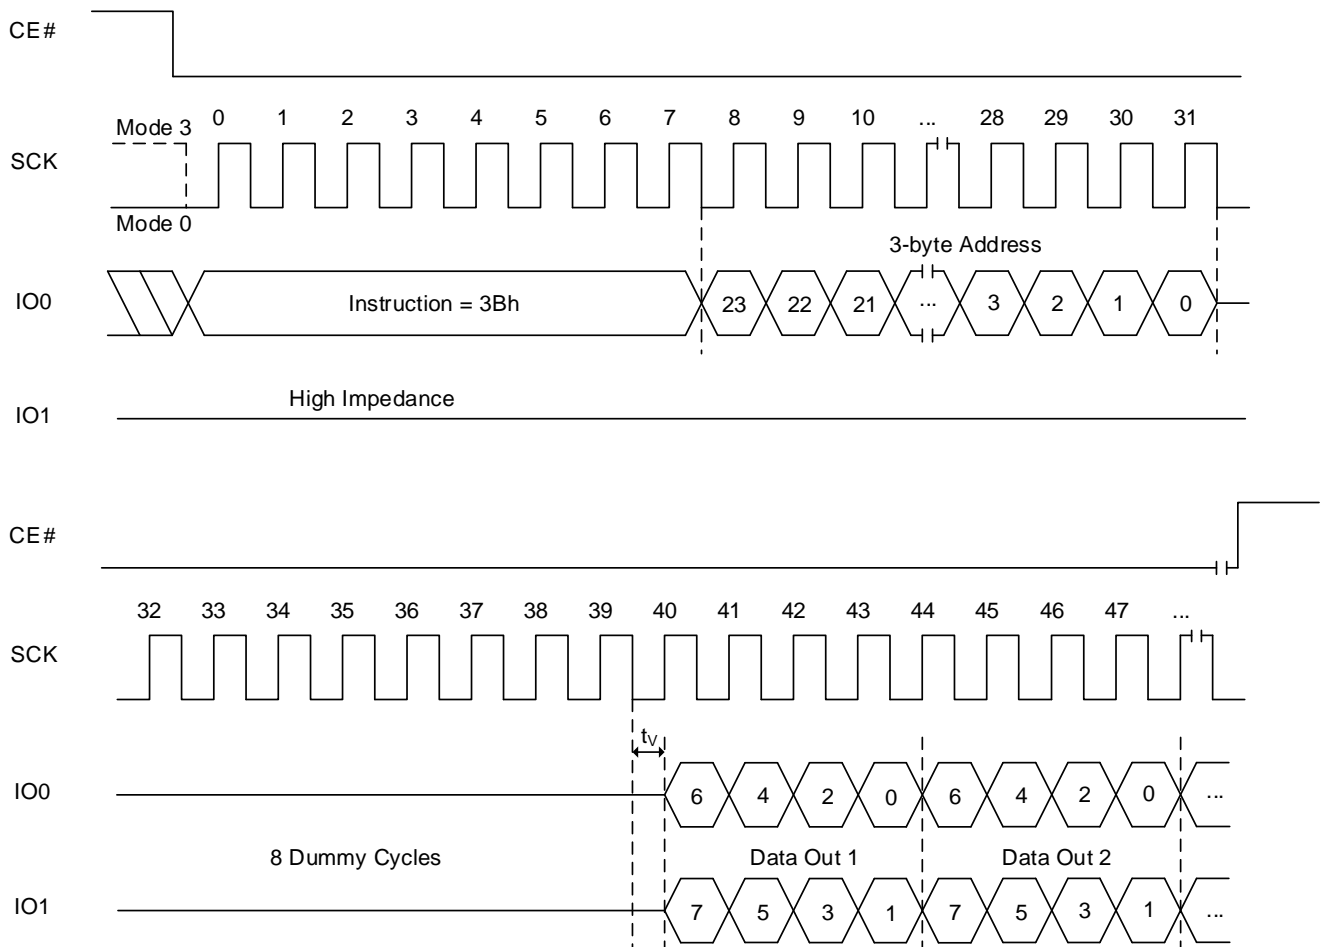 CE#
Mode 3 0 1 2 3 4 5 6 7 8 9 10 ... 28 29 30 31
SCK
Mode 0
3-byte Address
IO0 Instruction = 3Bh 23 22 21 ... 3 2 1 0
High Impedance
IO1
CE#
32 33 34 35 36 37 38 39 40 41 42 43 44 45 46 47 ...
SCK
tV
IO0 6 4 2 0 6 4 2 0 ...
8 Dummy Cycles Data Out 1 Data Out 2
IO1 7 5 3 1 7 5 3 1 ...